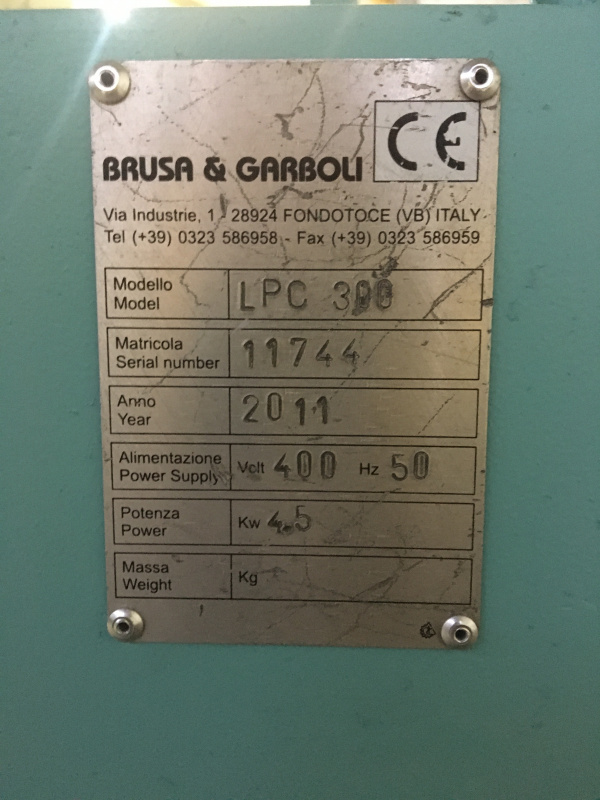 CE
BRUSA & GARBOLI
Via Industrie, 1 - 28924 FONDOTOCE (VB) ITALY
Tel (+39) 0323 586958 - Fax (+39) 0323 586959
Modello
Model
LPC 300
Matricola
Serial number
11744
Anno
Year
2011
Alimentazione
Power Supply
Volt 400 Hz 50
Potenza
Power
Kw 4.5
Massa
Weight
Kg